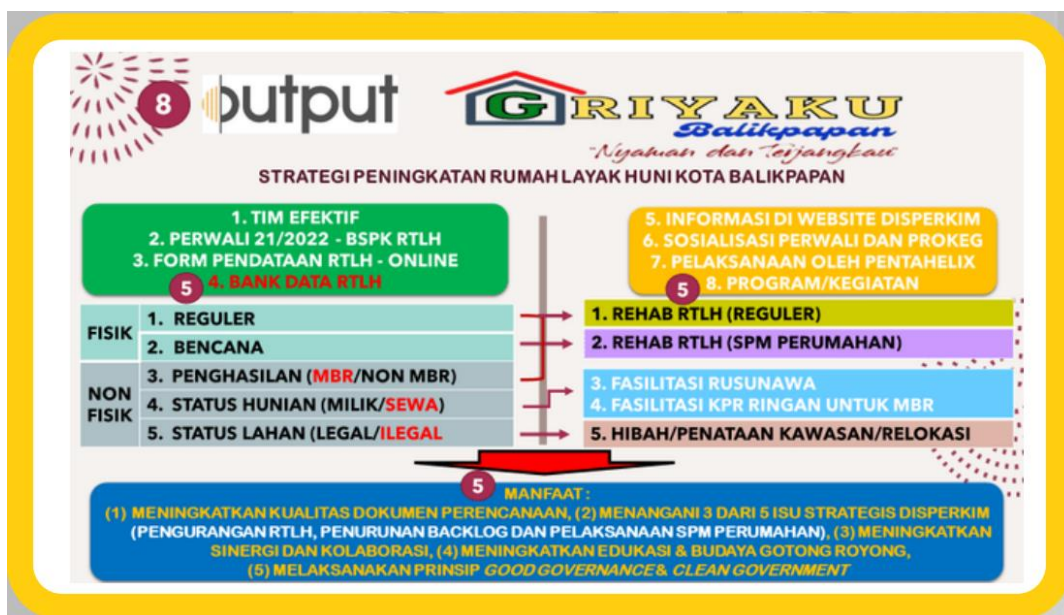 8 output
GRIYAKU
Balikpapan
"Nyaman dan Terjangkau"
STRATEGI PENINGKATAN RUMAH LAYAK HUNI KOTA BALIKPAPAN
1. TIM EFEKTIF
2. PERWALI 21/2022 - BSPK RTLH
3. FORM PENDATAAN RTLH - ONLINE
4. BANK DATA RTLH
5
5. INFORMASI DI WEBSITE DISPERKIM
6. SOSIALISASI PERWALI DAN PROKEG
7. PELAKSANAAN OLEH PENTAHELIX
8. PROGRAM/KEGIATAN
5
FISIK
1. REGULER
2. BENCANA
NON
FISIK
3. PENGHASILAN (MBR/NON MBR)
4. STATUS HUNIAN (MILIK/SEWA)
5. STATUS LAHAN (LEGAL/ILEGAL
1. REHAB RTLH (REGULER)
2. REHAB RTLH (SPM PERUMAHAN)
3. FASILITASI RUSUNAWA
4. FASILITASI KPR RINGAN UNTUK MBR
5. HIBAH/PENATAAN KAWASAN/RELOKASI
5
MANFAAT :
(1) MENINGKATKAN KUALITAS DOKUMEN PERENCANAAN, (2) MENANGANI 3 DARI 5 ISU STRATEGIS DISPERKIM
(PENGURANGAN RTLH, PENURUNAN BACKLOG DAN PELAKSANAAN SPM PERUMAHAN), (3) MENINGKATKAN
SINERGI DAN KOLABORASI, (4) MENINGKATKAN EDUKASI & BUDAYA GOTONG ROYONG,
(5) MELAKSANAKAN PRINSIP GOOD GOVERNANCE & CLEAN GOVERNMENT